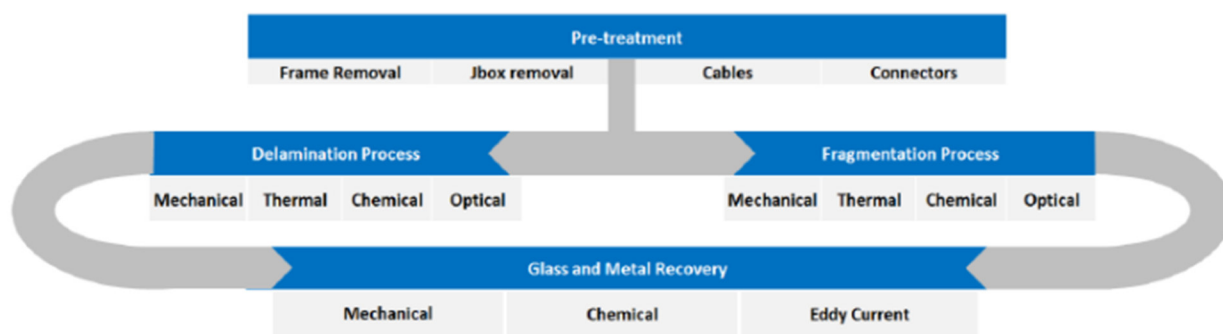 Pre-treatment
Frame Removal Jbox removal Cables Connectors
Delamination Process Fragmentation Process
Mechanical Thermal Chemical Optical Mechanical Thermal Chemical Optical
Glass and Metal Recovery
Mechanical Chemical Eddy Current